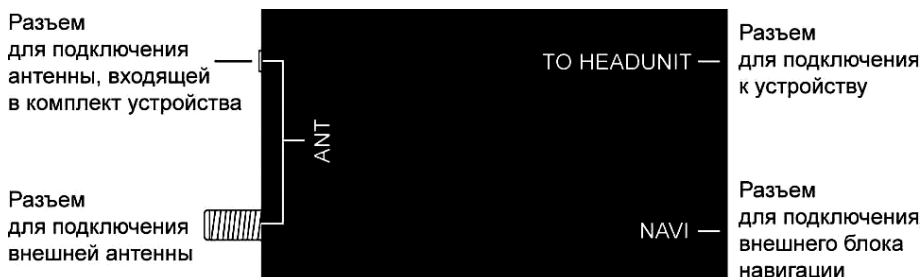 Разъем
для подключения
антенны, входящей
в комплект устройства
Разъем
для подключения
внешней антенны
ANT
TO HEADUNIT
NAVI
Разъем
для подключения
к устройству
Разъем
для подключения
внешнего блока
навигации